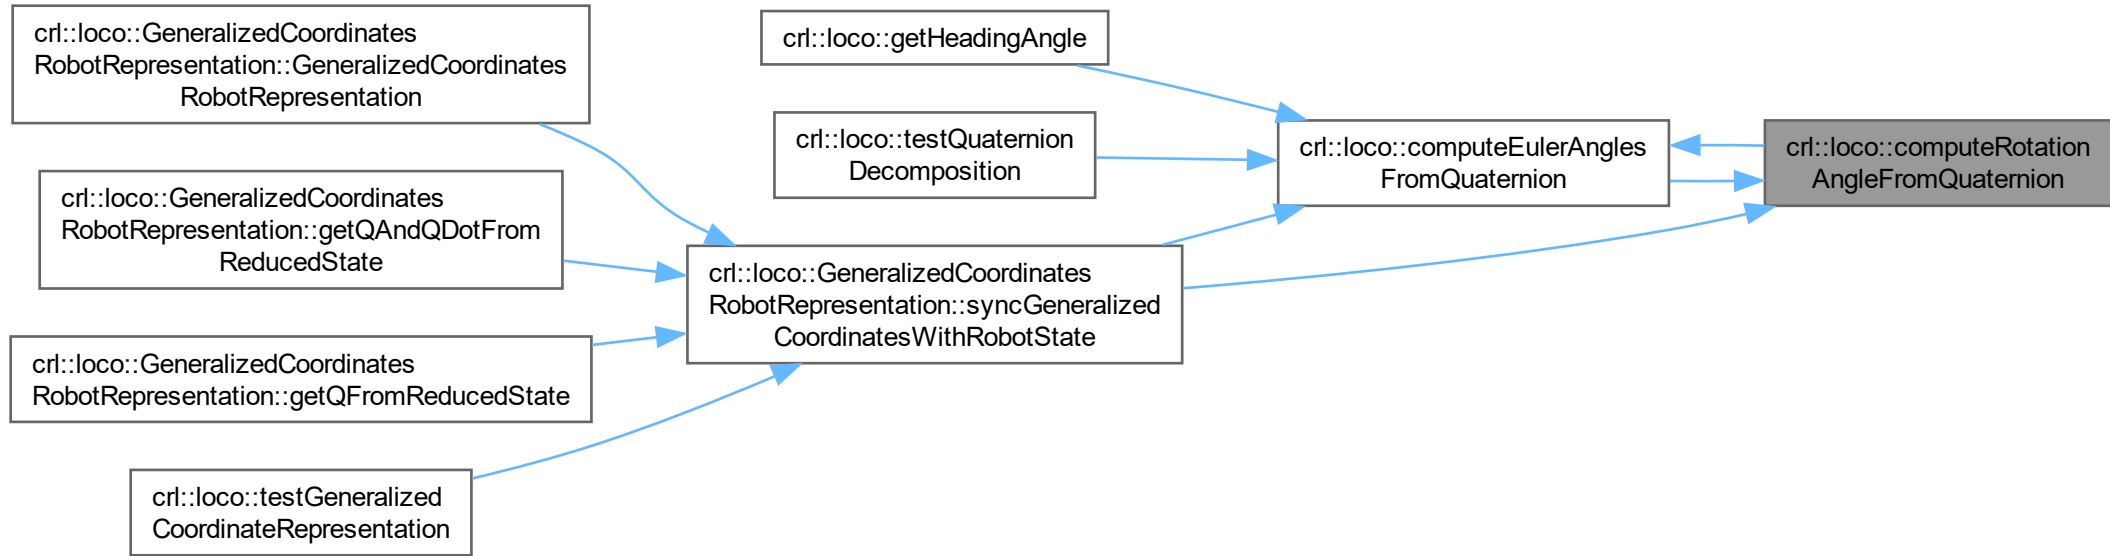 crl::loco::GeneralizedCoordinates
RobotRepresentation::GeneralizedCoordinates
RobotRepresentation
crl::loco::GeneralizedCoordinates
RobotRepresentation::getQAndQDotFrom
ReducedState
crl::loco::GeneralizedCoordinates
RobotRepresentation::getQFromReducedState
crl::loco::testGeneralized
CoordinateRepresentation
crl::loco::getHeadingAngle
crl::loco::testQuaternion
Decomposition
crl::loco::GeneralizedCoordinates
RobotRepresentation::syncGeneralized
CoordinatesWithRobotState
crl::loco::computeEulerAngles
FromQuaternion
crl::loco::computeRotation
AngleFromQuaternion